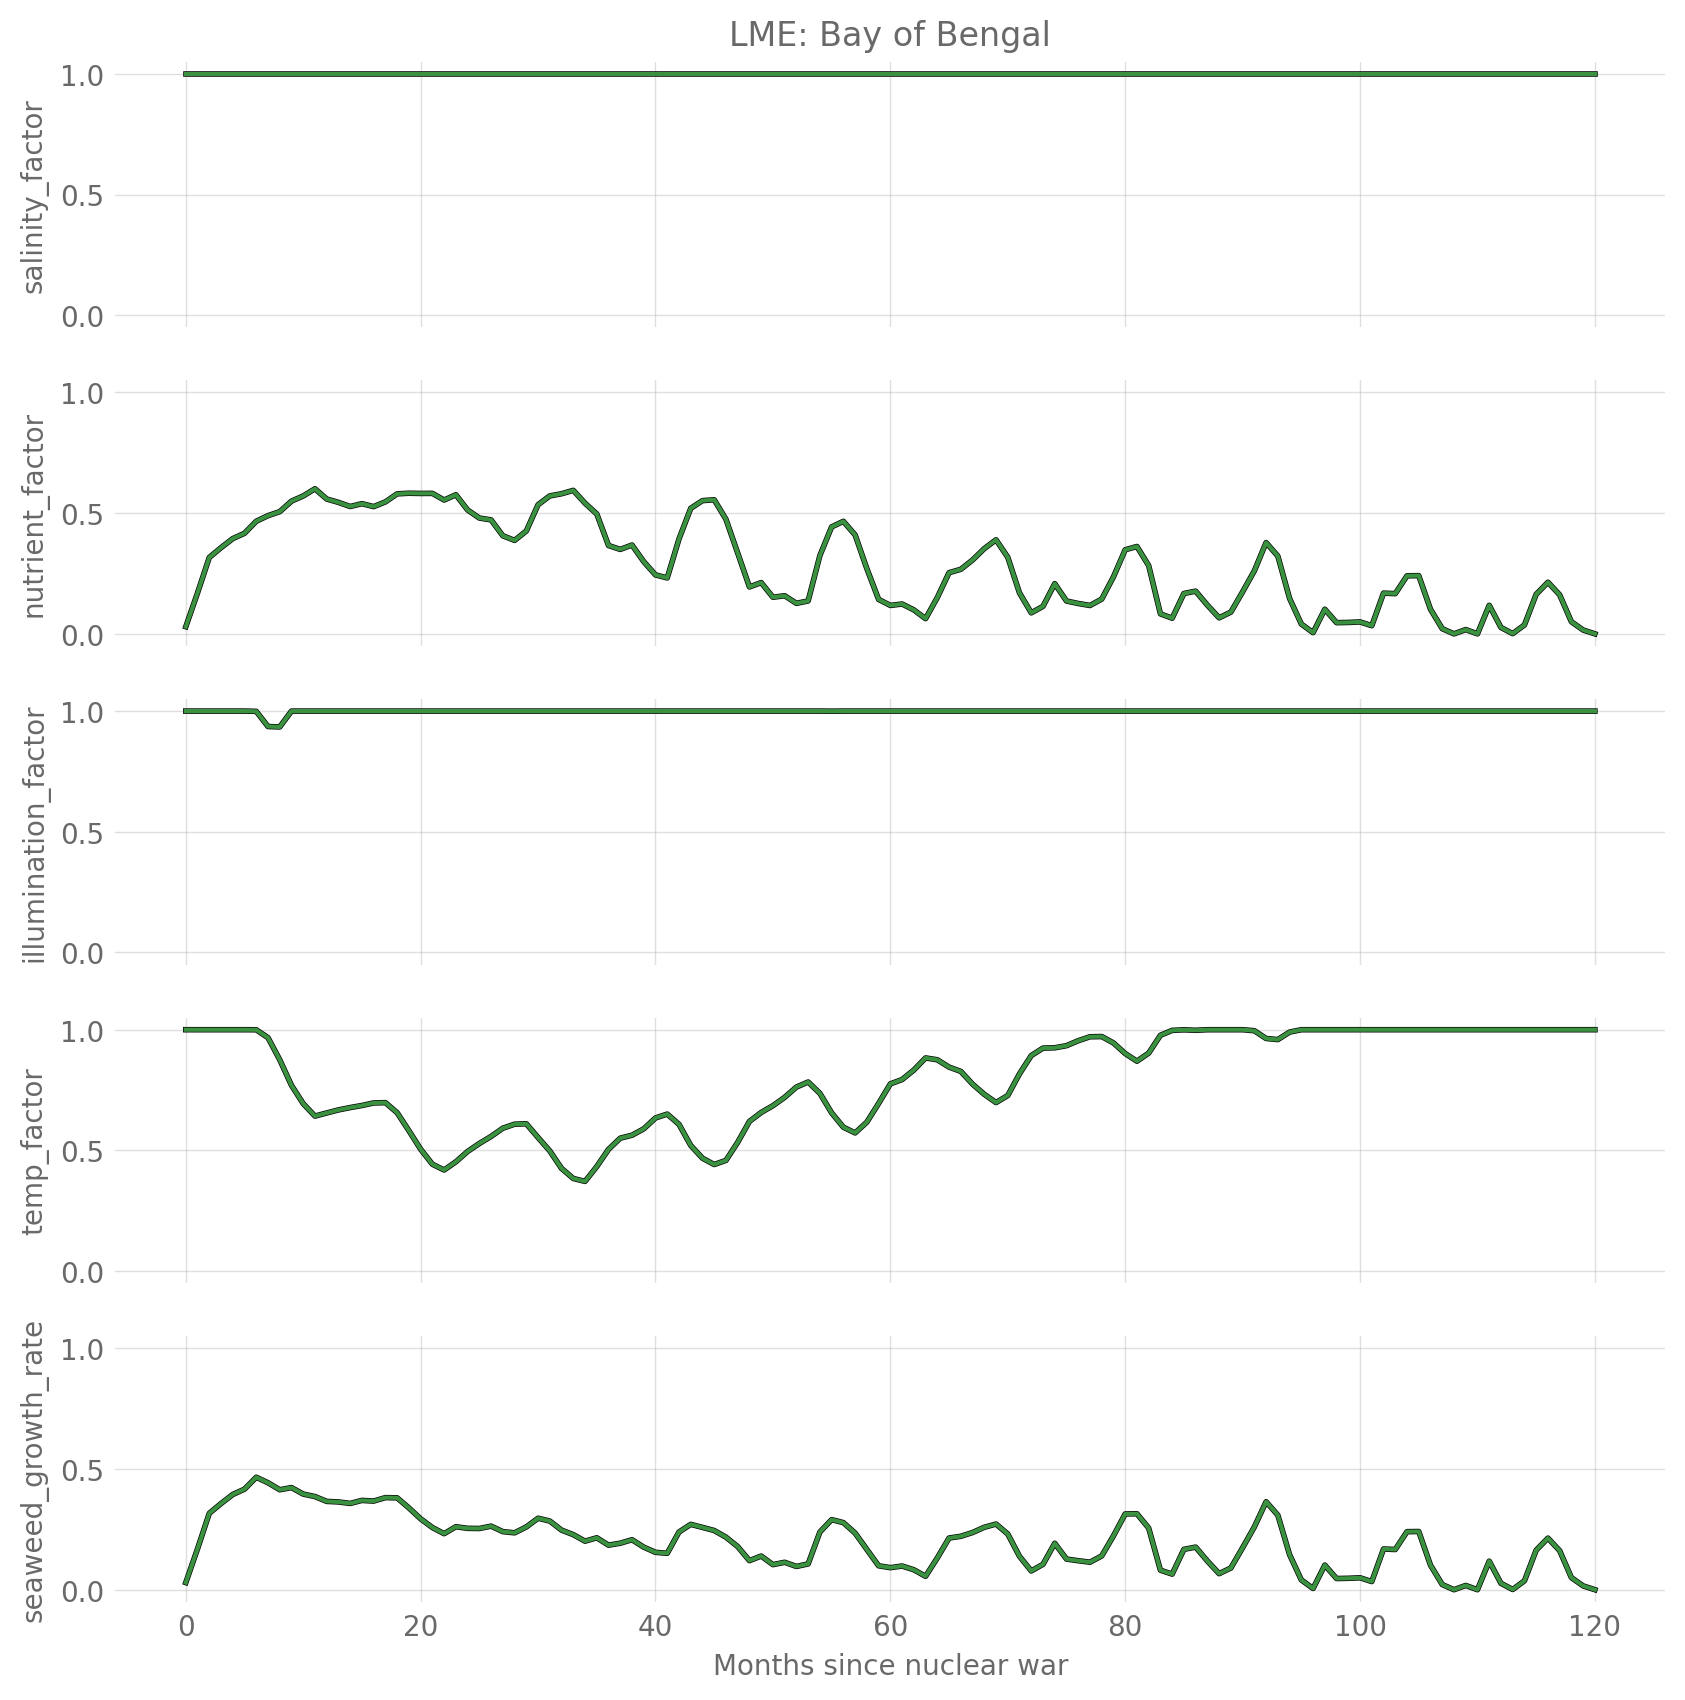 LME: Bay of Bengal
salinity_factor
1.0
0.5
0.0
nutrient_factor
1.0
0.5
0.0
illumination_factor
1.0
0.5
0.0
temp_factor
1.0
0.5
0.0
seaweed_growth_rate
1.0
0.5
0.0
0 20 40 60 80 100 120
Months since nuclear war